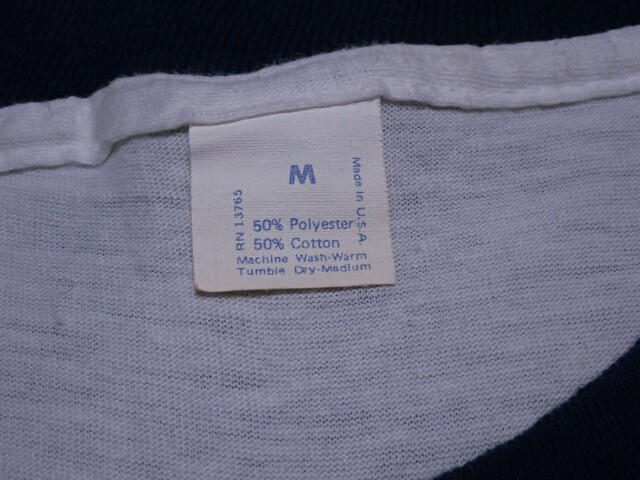 M
Made In U.S.A.
RN 13765
50% Polyester
50% Cotton
Machine Wash-Warm
Tumble Dry-Medium